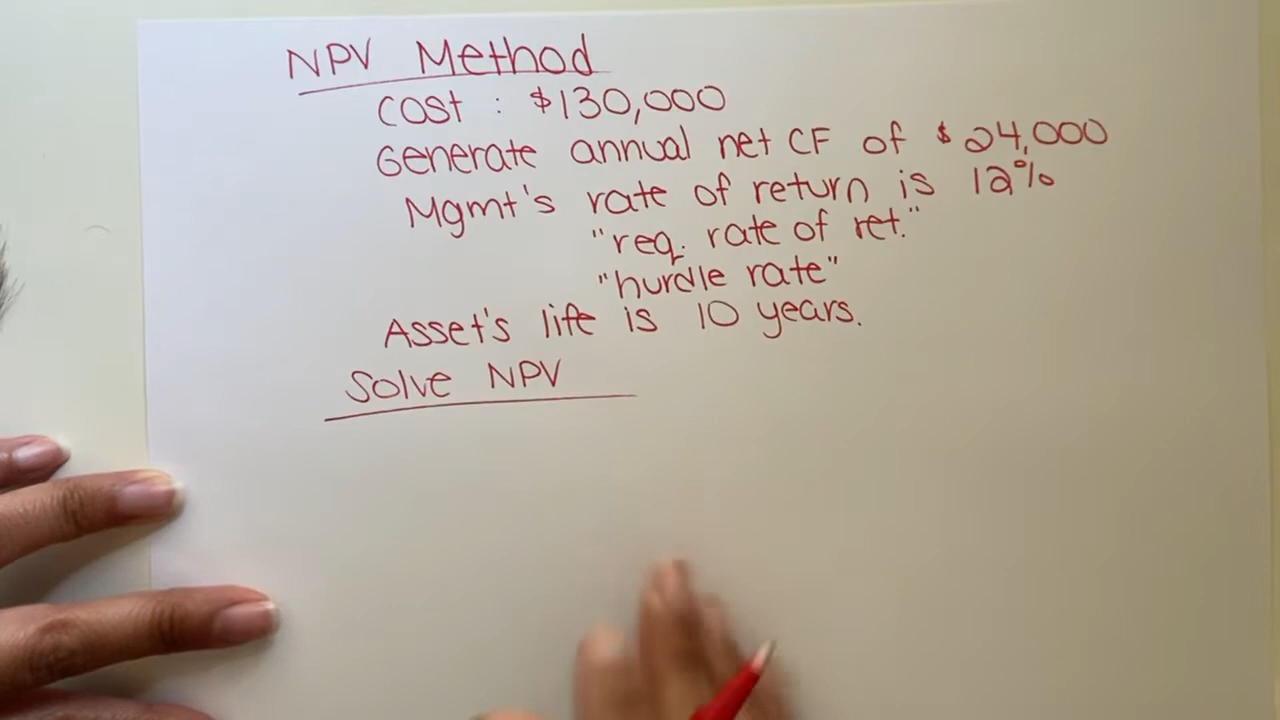 NPV Method
Cost : $130,000
Generate annual net CF of $24,000
Mgmt's rate of return is 12%
"req. rate of ret."
"hurdle rate"
Asset's life is 10 years.
Solve NPV